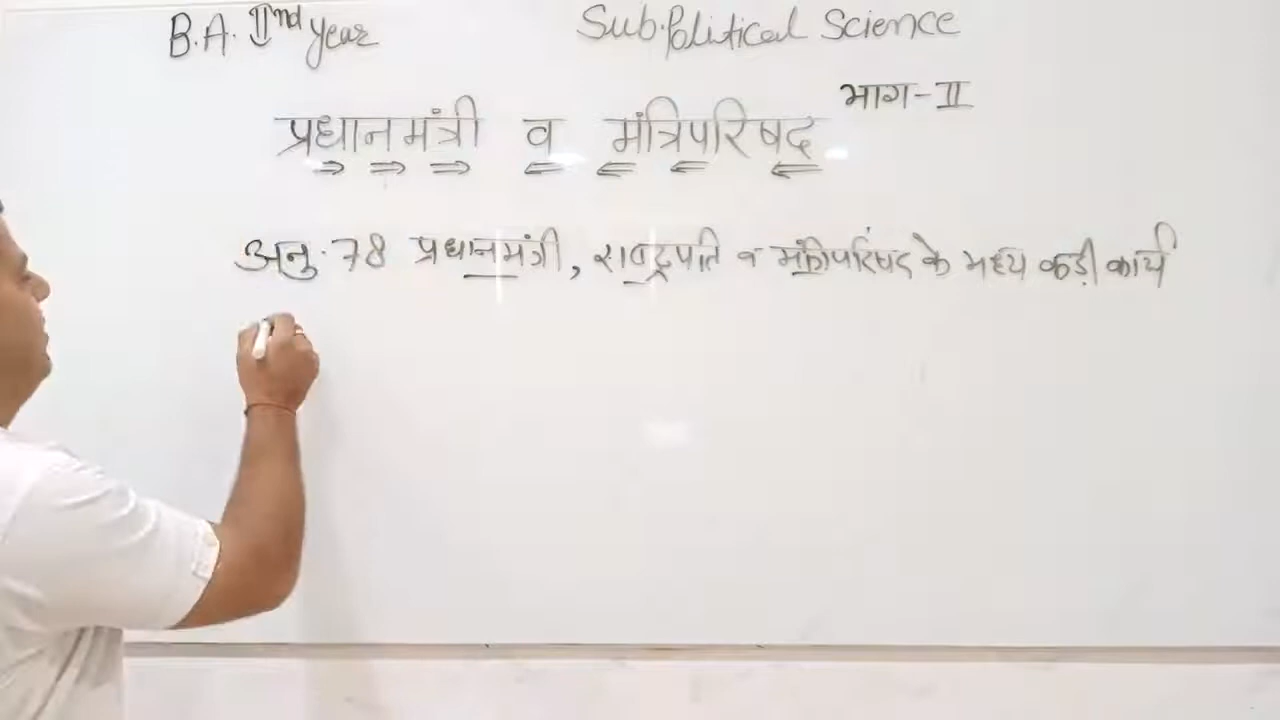 B.A. IInd Year
Sub. Political Science
प्रधानमंत्री व मंत्रिपरिषद भाग-II
अनु. 78 प्रधानमंत्री, राष्ट्रपति व मंत्रीपरिषद के मध्य कड़ी कार्य